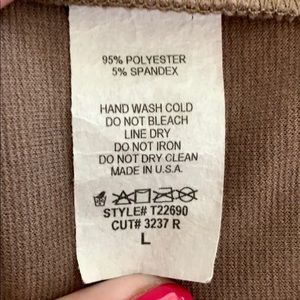 95% POLYESTER
5% SPANDEX
HAND WASH COLD
DO NOT BLEACH
LINE DRY
DO NOT IRON
DO NOT DRY CLEAN
MADE IN U.S.A.
STYLE# T22690
CUT# 3237 R
L